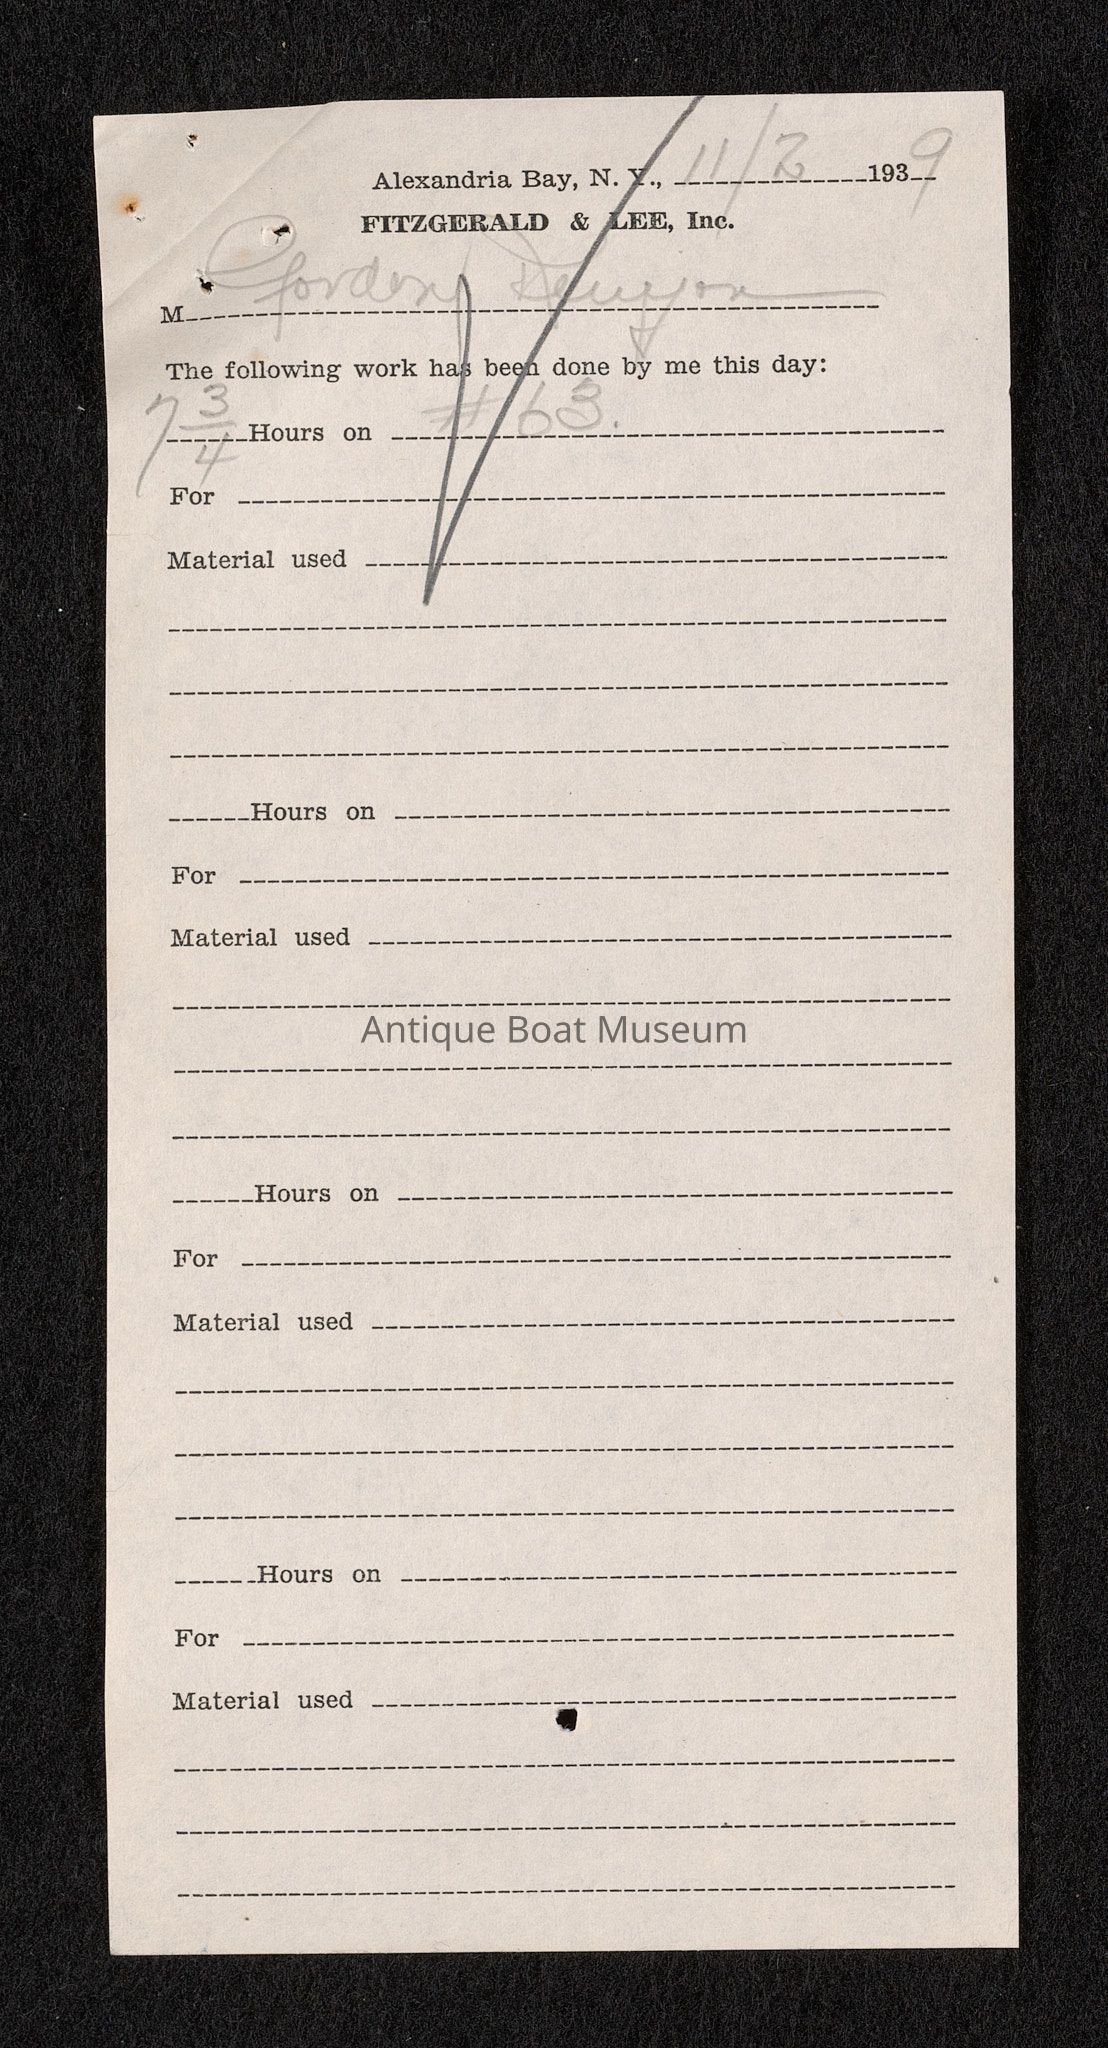 Alexandria Bay, N. Y., 11/2 1939
FITZGERALD & LEE, Inc.
M Gordon Kenyon
The following work has been done by me this day:
7 3/4 Hours on #63.
For
Material used
Hours on
For
Material used
Antique Boat Museum
Hours on
For
Material used
Hours on
For
Material used